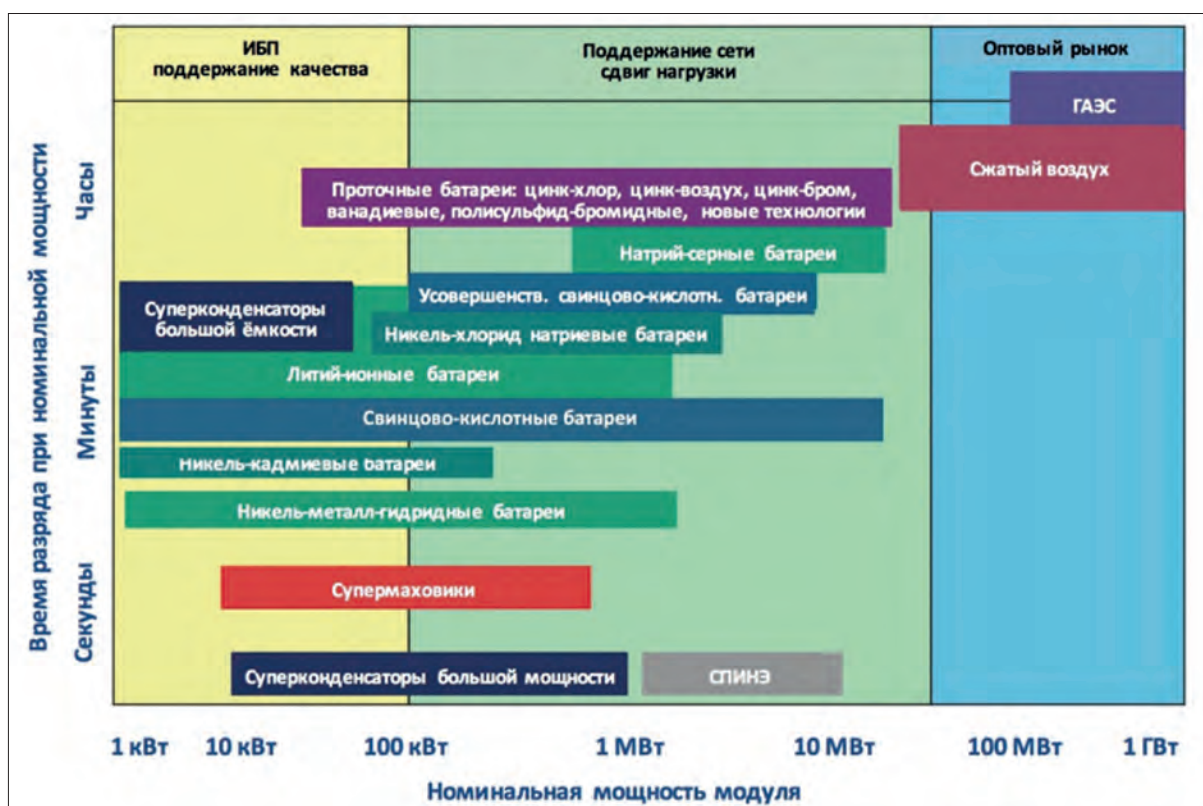 ИБП
поддержание качества
Поддержание сети
сдвиг нагрузки
Оптовый рынок
ГАЭС
Сжатый воздух
Проточные батареи: цинк-хлор, цинк-воздух, цинк-бром,
ванадиевые, полисульфид-бромидные, новые технологии
Натрий-серные батареи
Усовершенств. свинцово-кислотн. батареи
Суперконденсаторы
большой ёмкости
Никель-хлорид натриевые батареи
Литий-ионные батареи
Свинцово-кислотные батареи
Никель-кадмиевые батареи
Никель-металл-гидридные батареи
Супермаховики
Суперконденсаторы большой мощности
СПИНЭ
Время разряда при номинальной мощности
Часы
Минуты
Секунды
1 кВт 10 кВт 100 кВт 1 МВт 10 МВт 100 МВт 1 ГВт
Номинальная мощность модуля